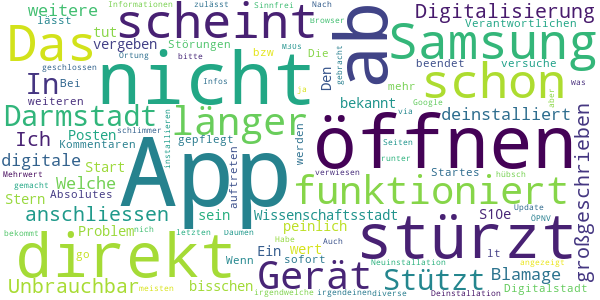 lässt Informationen zulässt Sinnfrei Nach Digitalisierung
weitere scheint ab Browser M3Os Verantwortlichen
Das tut vergeben Störungen Die Samsung
geschlossen Ortung Infos Den beendet versuche
In Bei bzw bitte ja gebracht schon was
weiteren nicht mehr Google aber
Darmstadt länger bekannt via deinstalliert
Ich Posten schlimmer gepflegt Seiten
Kommentaren installieren werden öffnen runter
digitale App auftreten verwiesen hübsch
Welche Start funktioniert großgeschrieben
Stern Absolutes sein Wissenschaftsstadt Startes
anschliessen Update
Mehrwert gemacht Problem nich peinlich S10e ÖPNV
bekommt letzten Daumen Ein wert stürzt angezeigt
direkt go Wenn sofort Habe Auch lt
Gerät Stützt Neuinstallation Blamage
Unbrauchbar bisschen diverse Digitalstadt
meisten irgendwelche irgendeinen Deinstallation